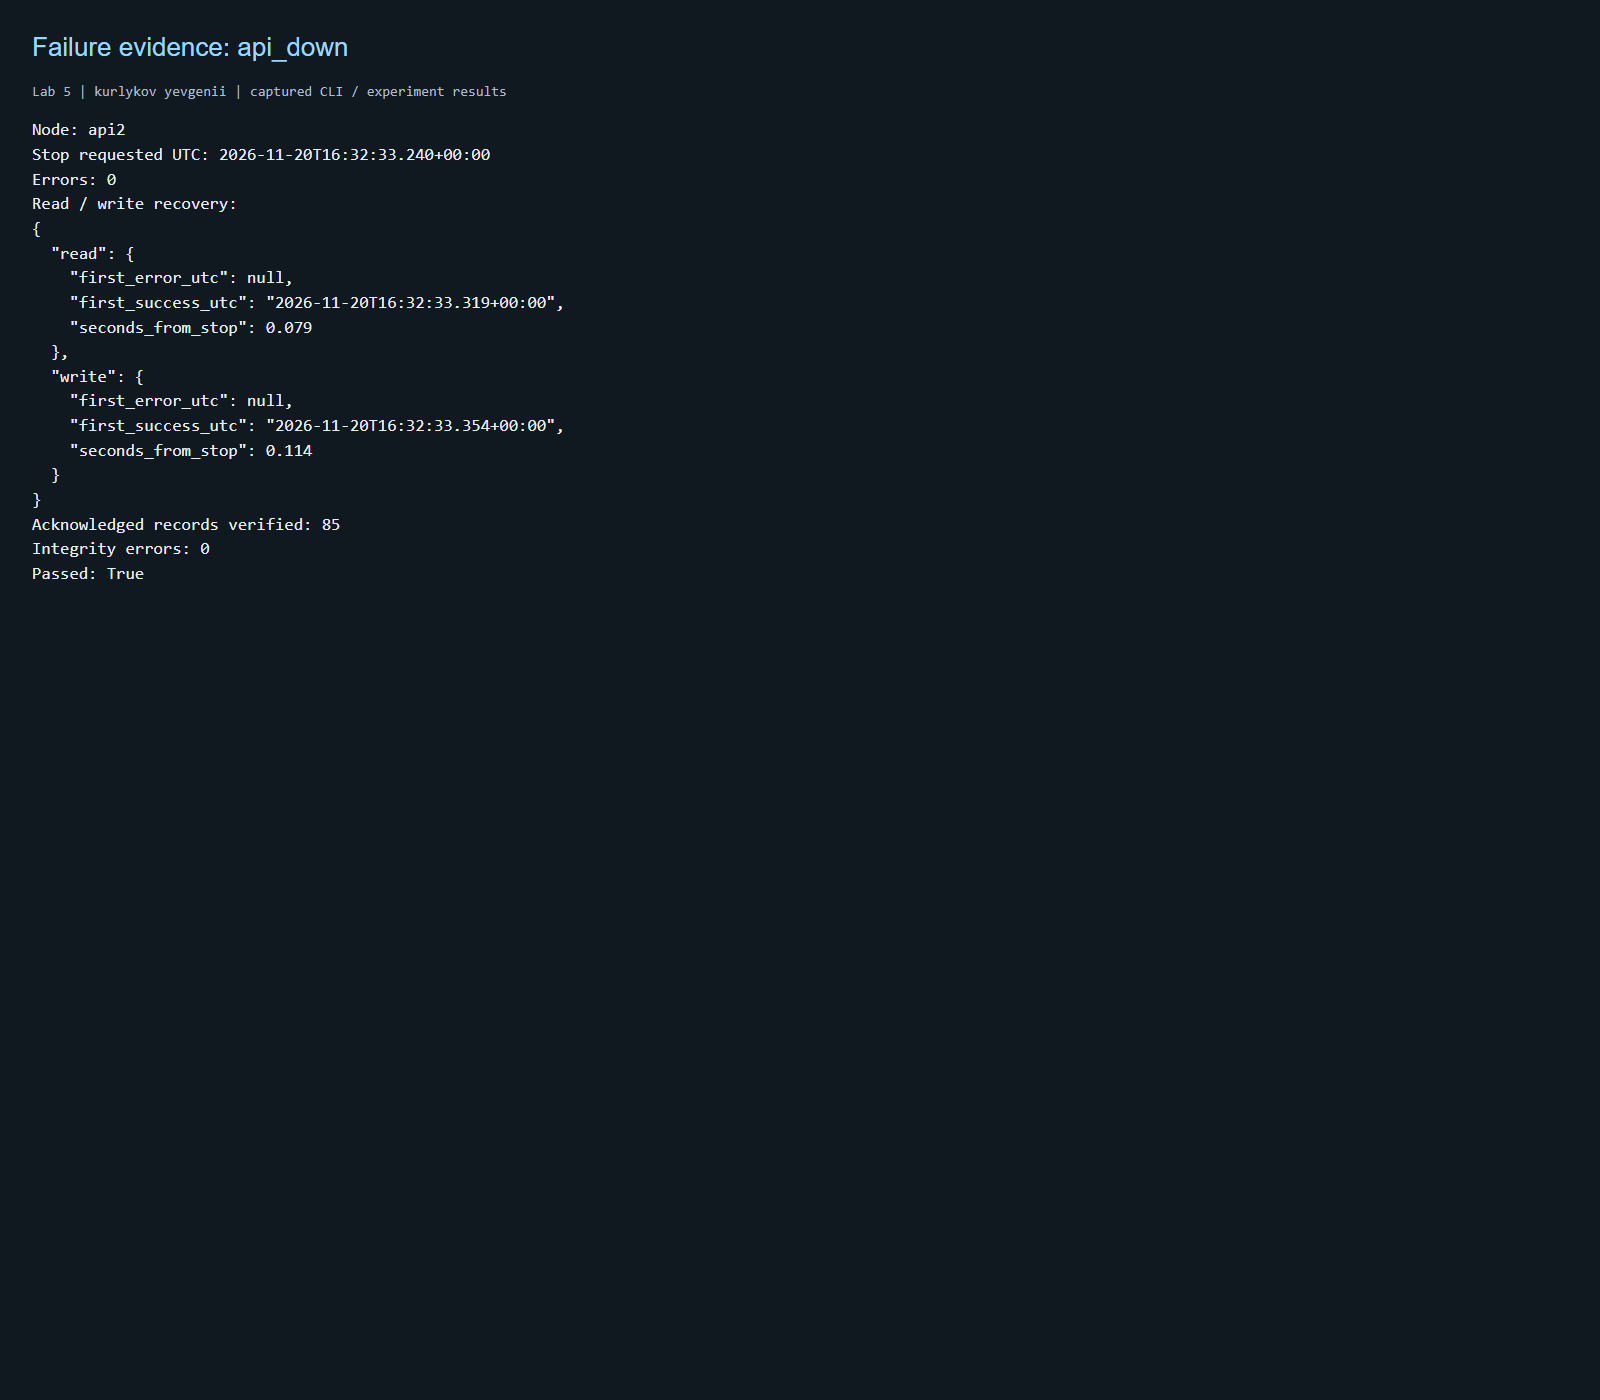 Failure evidence: api_down
Lab 5 | kurlykov yevgenii | captured CLI / experiment results
Node: api2
Stop requested UTC: 2026-11-20T16:32:33.240+00:00
Errors: 0
Read / write recovery:
{
  "read": {
    "first_error_utc": null,
    "first_success_utc": "2026-11-20T16:32:33.319+00:00",
    "seconds_from_stop": 0.079
  },
  "write": {
    "first_error_utc": null,
    "first_success_utc": "2026-11-20T16:32:33.354+00:00",
    "seconds_from_stop": 0.114
  }
}
Acknowledged records verified: 85
Integrity errors: 0
Passed: True